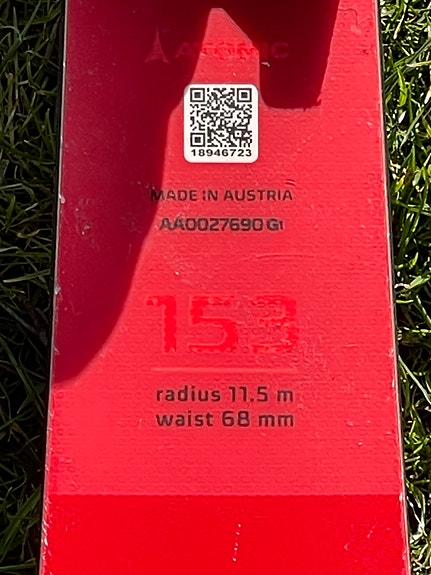 ATOMIC
18946723
MADE IN AUSTRIA
AA0027690 GI
153
radius 11.5 m
waist 68 mm